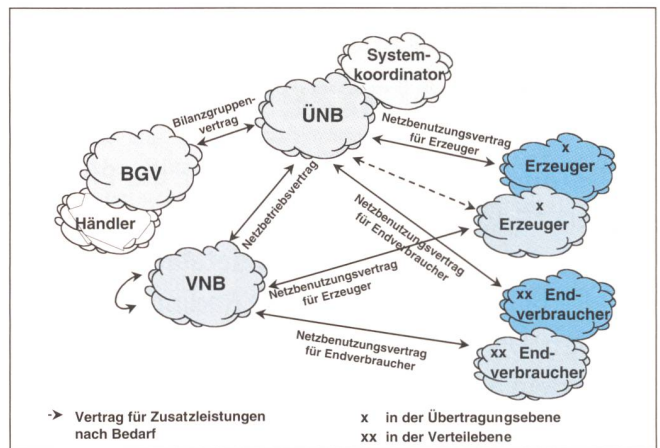 System-
koordinator
ÜNB
Bilanzgruppen-
vertrag
Netzbenutzungsvertrag
für Erzeuger
x
Erzeuger
BGV
Händler
Netzbetriebsvertrag
x
Erzeuger
Netzbenutzungsvertrag
für Endverbraucher
VNB
Netzbenutzungsvertrag
für Erzeuger
xx End-
verbraucher
Netzbenutzungsvertrag
für Endverbraucher
xx End-
verbraucher
Vertrag für Zusatzleistungen
nach Bedarf
x in der Übertragungsebene
xx in der Verteilebene